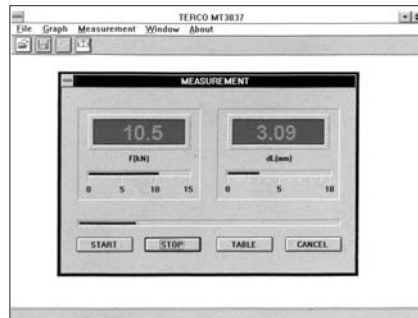 TERCO MT3037
File Graph Measurement Window About
MEASUREMENT
10.5 3.09
F(kN) dL(mm)
0 5 10 15 0 5 10
START STOP TABLE CANCEL